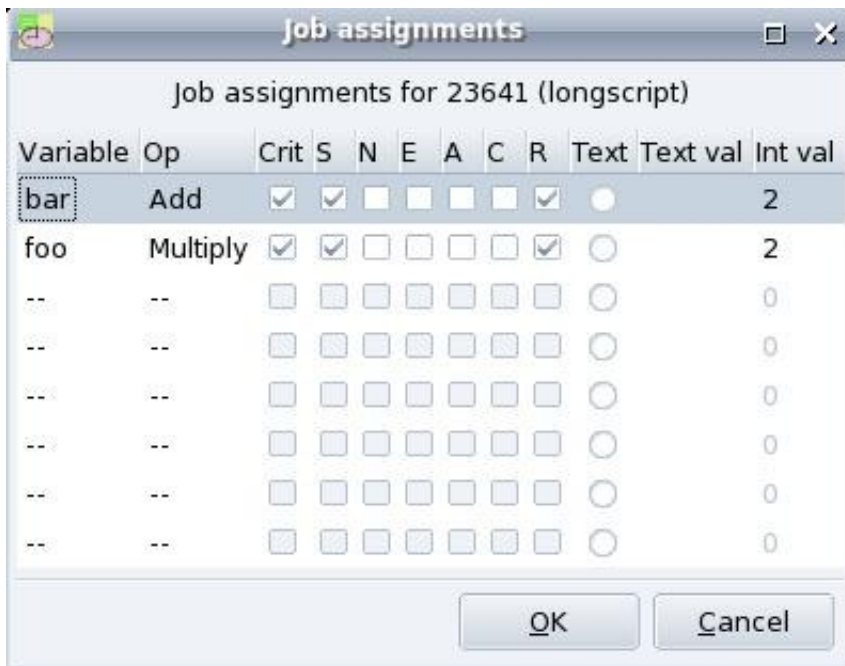 Job assignments
Job assignments for 23641 (longscript)
Variable Op Crit S N E A C R Text Text val Int val
bar Add 2
foo Multiply 2
-- -- 0
-- -- 0
-- -- 0
-- -- 0
-- -- 0
-- -- 0
OK Cancel